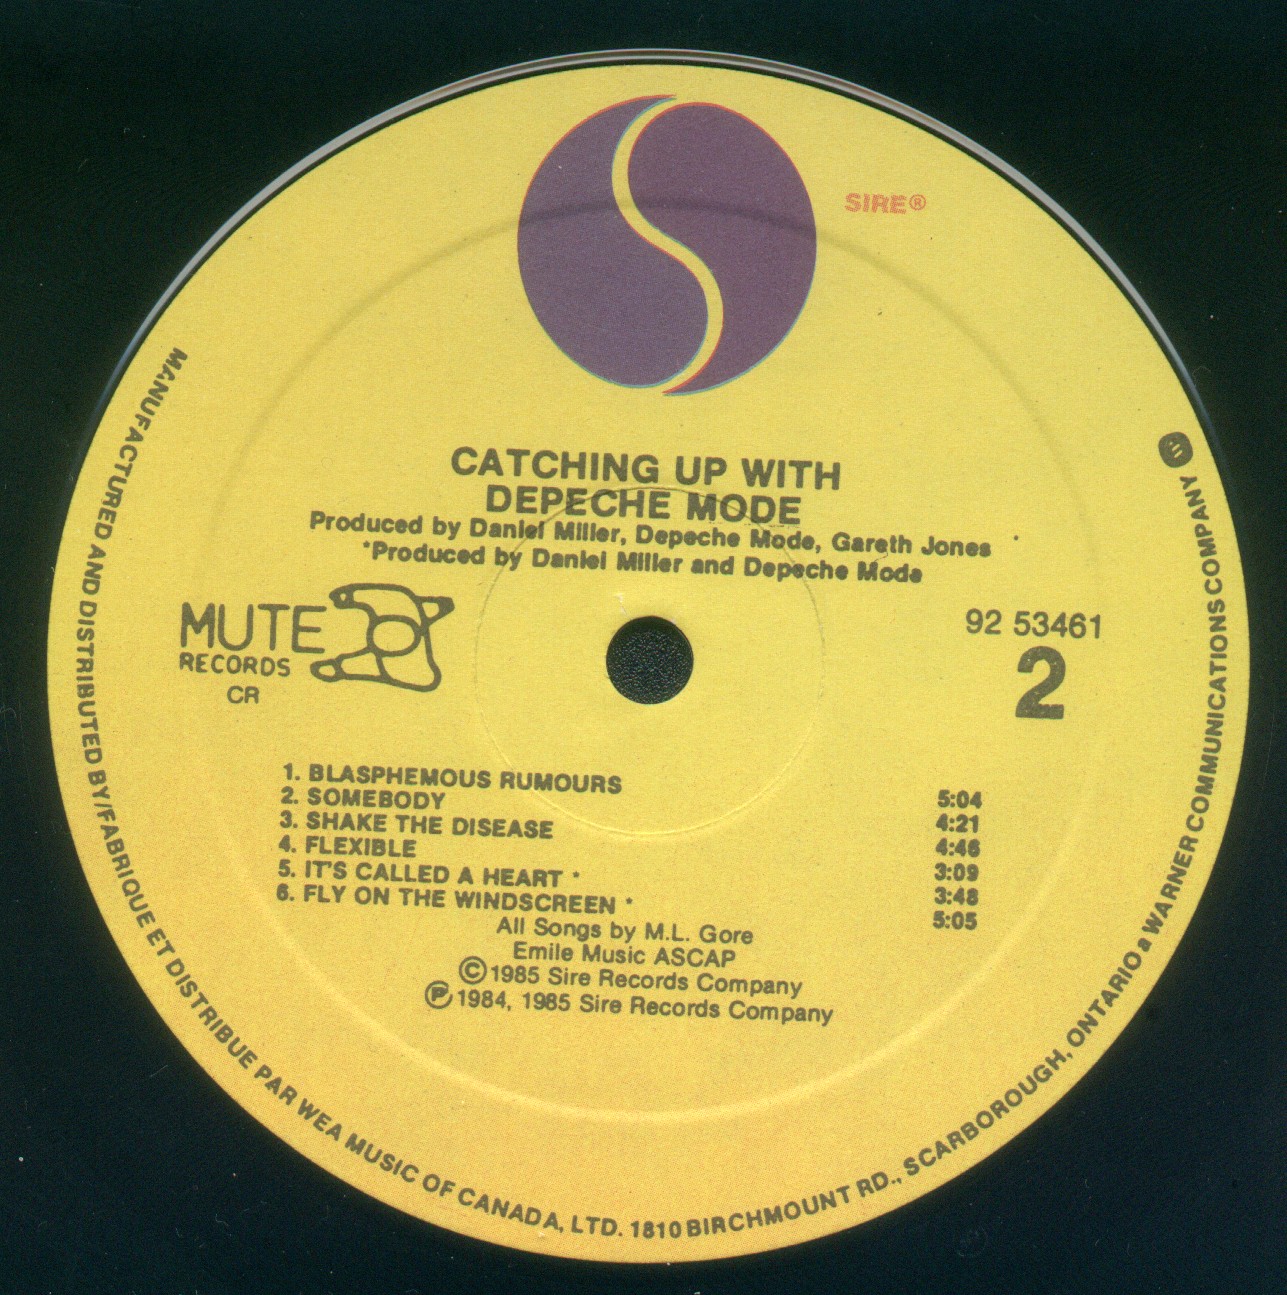 SIRE®
CATCHING UP WITH
DEPECHE MODE
Produced by Daniel Miller, Depeche Mode, Gareth Jones
*Produced by Daniel Miller and Depeche Mode
MUTE
RECORDS
CR
92 53461
2
1. BLASPHEMOUS RUMOURS 5:04
2. SOMEBODY 4:21
3. SHAKE THE DISEASE 4:46
4. FLEXIBLE 3:09
5. IT'S CALLED A HEART * 3:48
6. FLY ON THE WINDSCREEN * 5:05
All Songs by M.L. Gore
Emile Music ASCAP
©1985 Sire Records Company
℗1984, 1985 Sire Records Company
MANUFACTURED AND DISTRIBUTED BY/FABRIQUE ET DISTRIBUE PAR WEA MUSIC OF CANADA, LTD. 1810 BIRCHMOUNT RD., SCARBOROUGH, ONTARIO a WARNER COMMUNICATIONS COMPANY